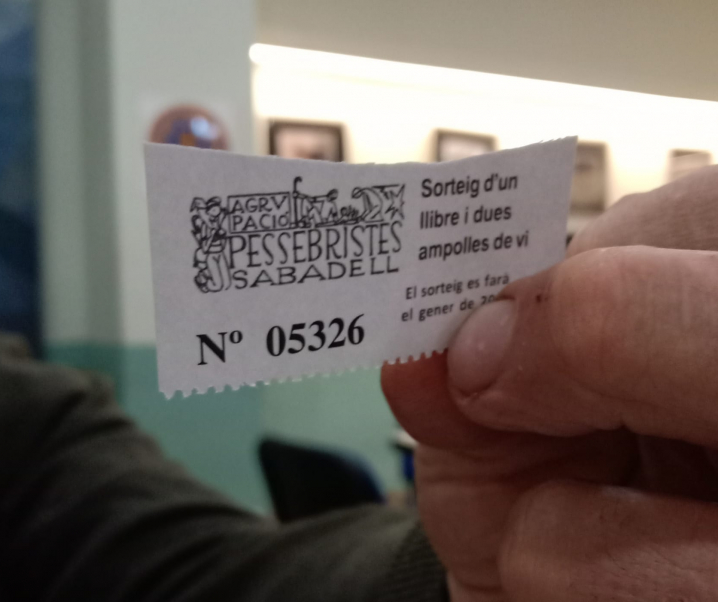 AGRV
PACIÓ
PESSEBRISTES
SABADELL
Nº 05326
Sorteig d'un
llibre i dues
ampolles de vi
El sorteig es farà
el gener de